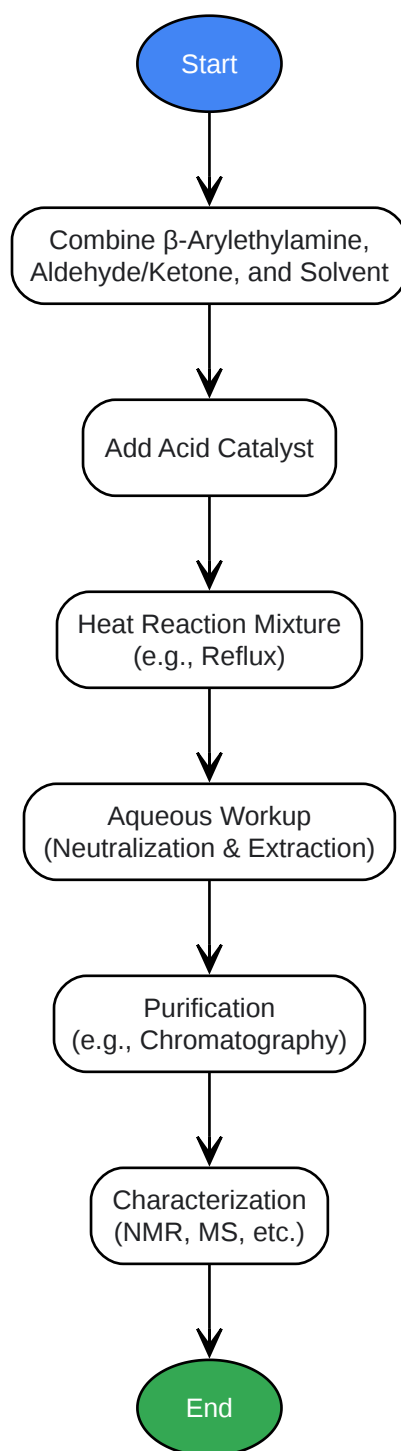 Start
Combine β-Arylethylamine,
Aldehyde/Ketone, and Solvent
Add Acid Catalyst
Heat Reaction Mixture
(e.g., Reflux)
Aqueous Workup
(Neutralization & Extraction)
Purification
(e.g., Chromatography)
Characterization
(NMR, MS, etc.)
End